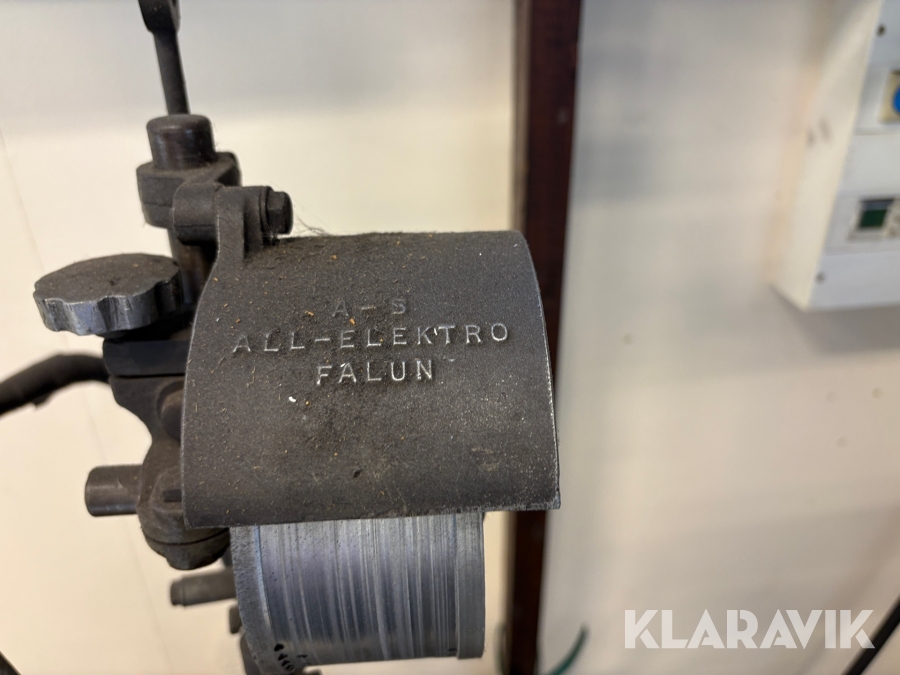 A-S
ALL-ELEKTRO
FALUN
KLARAVIK